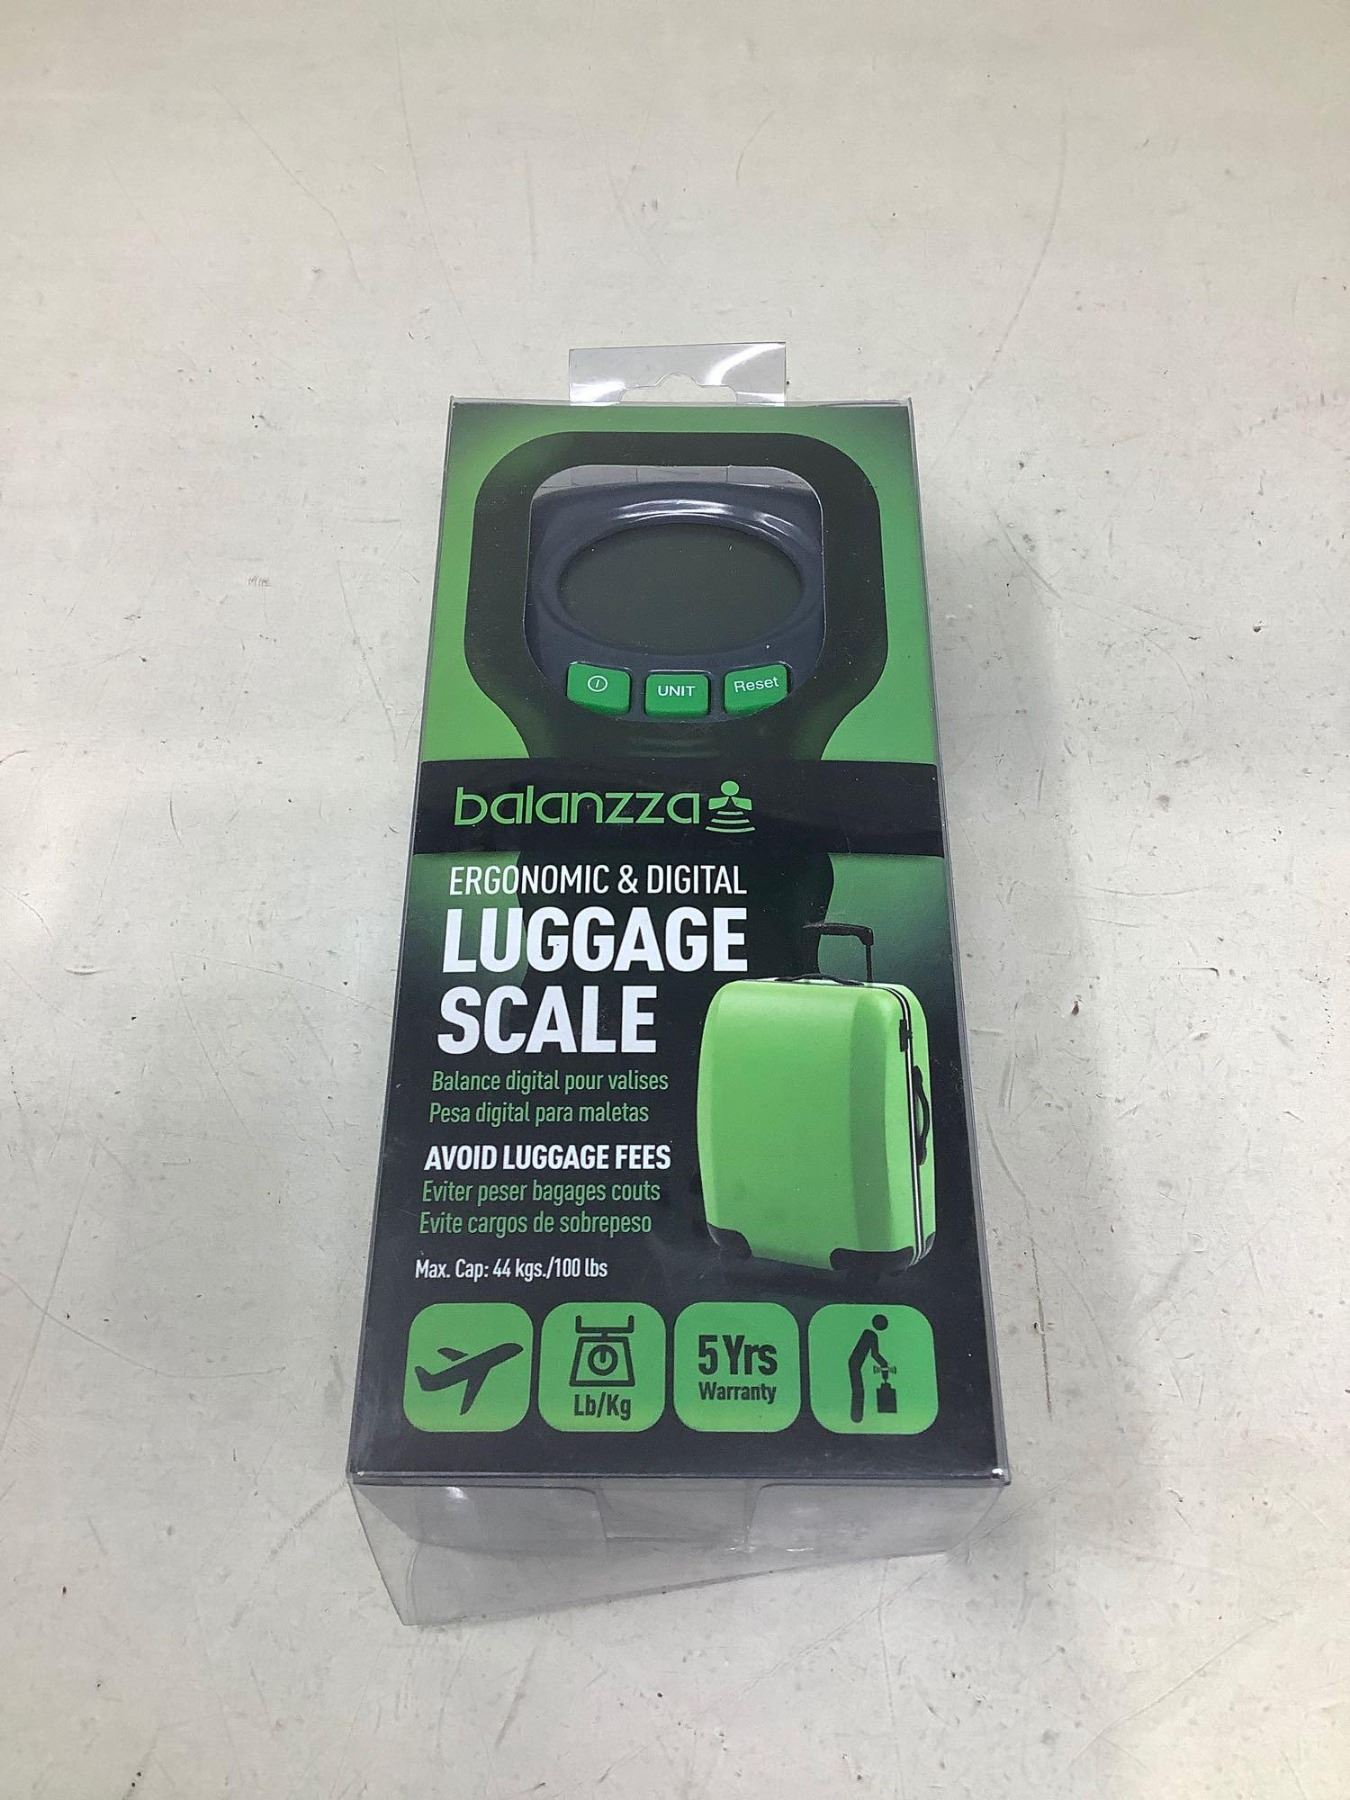 UNIT
Reset
balanzza
ERGONOMIC & DIGITAL
LUGGAGE
SCALE
Balance digital pour valises
Pesa digital para maletas
AVOID LUGGAGE FEES
Eviter peser bagages couts
Evite cargos de sobrepeso
Max. Cap: 44 kgs./100 lbs
Lb/Kg
5 Yrs
Warranty